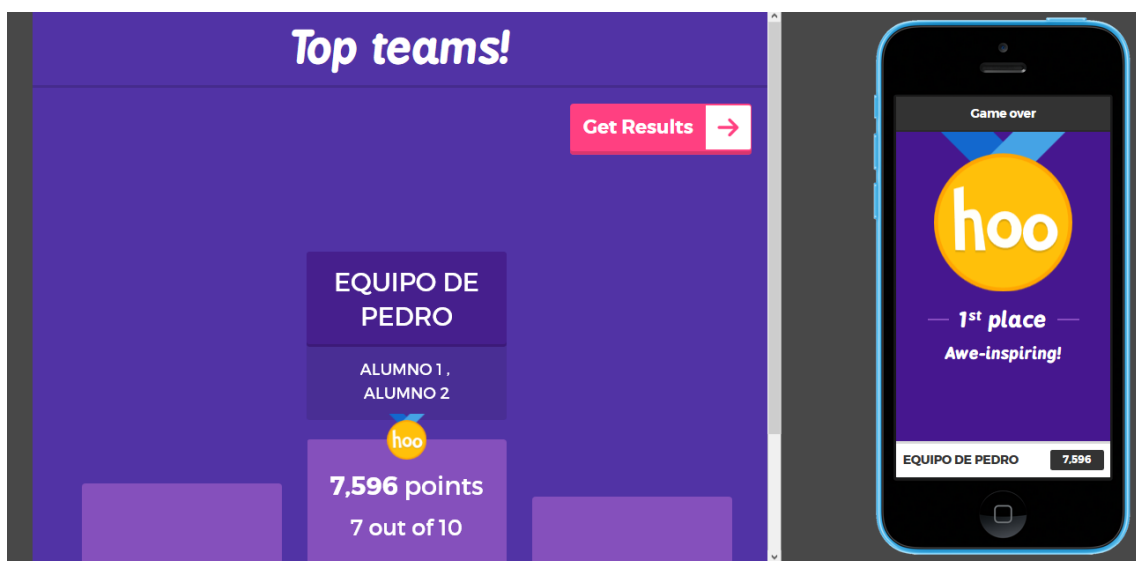 Top teams!
Get Results
EQUIPO DE
PEDRO
ALUMNO 1 ,
ALUMNO 2
hoo
7,596 points
7 out of 10
Game over
hoo
1st place
Awe-inspiring!
EQUIPO DE PEDRO 7,596